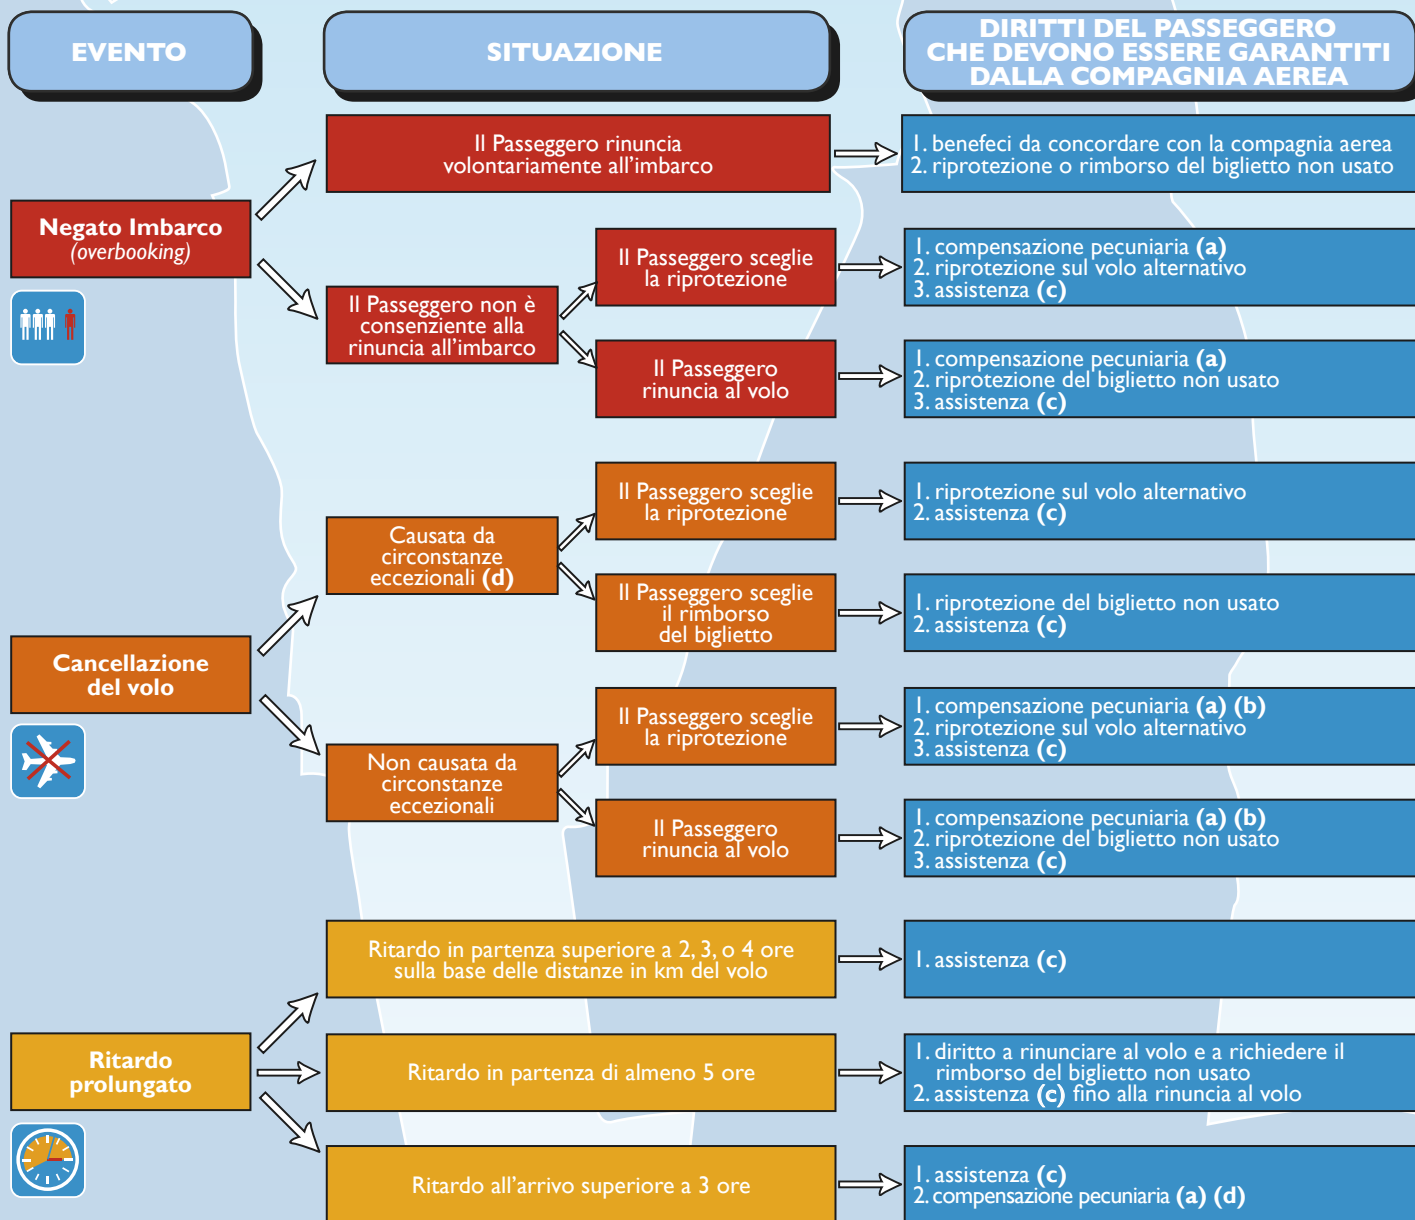 EVENTO
SITUAZIONE
DIRITTI DEL PASSEGGERO
CHE DEVONO ESSERE GARANTITI
DALLA COMPAGNIA AEREA
Negato Imbarco
(overbooking)
Il Passeggero rinuncia
volontariamente all'imbarco
1. benefeci da concordare con la compagnia aerea
2. riprotezione o rimborso del biglietto non usato
Il Passeggero non è
consenziente alla
rinuncia all'imbarco
Il Passeggero sceglie
la riprotezione
1. compensazione pecuniaria (a)
2. riprotezione sul volo alternativo
3. assistenza (c)
Il Passeggero
rinuncia al volo
1. compensazione pecuniaria (a)
2. riprotezione del biglietto non usato
3. assistenza (c)
Cancellazione
del volo
Causata da
circonstanze
eccezionali (d)
Il Passeggero sceglie
la riprotezione
1. riprotezione sul volo alternativo
2. assistenza (c)
Il Passeggero sceglie
il rimborso
del biglietto
1. riprotezione del biglietto non usato
2. assistenza (c)
Non causata da
circonstanze
eccezionali
Il Passeggero sceglie
la riprotezione
1. compensazione pecuniaria (a) (b)
2. riprotezione sul volo alternativo
3. assistenza (c)
Il Passeggero
rinuncia al volo
1. compensazione pecuniaria (a) (b)
2. riprotezione del biglietto non usato
3. assistenza (c)
Ritardo
prolungato
Ritardo in partenza superiore a 2, 3, o 4 ore
sulla base delle distanze in km del volo
1. assistenza (c)
Ritardo in partenza di almeno 5 ore
1. diritto a rinunciare al volo e a richiedere il
rimborso del biglietto non usato
2. assistenza (c) fino alla rinuncia al volo
Ritardo all'arrivo superiore a 3 ore
1. assistenza (c)
2. compensazione pecuniaria (a) (d)